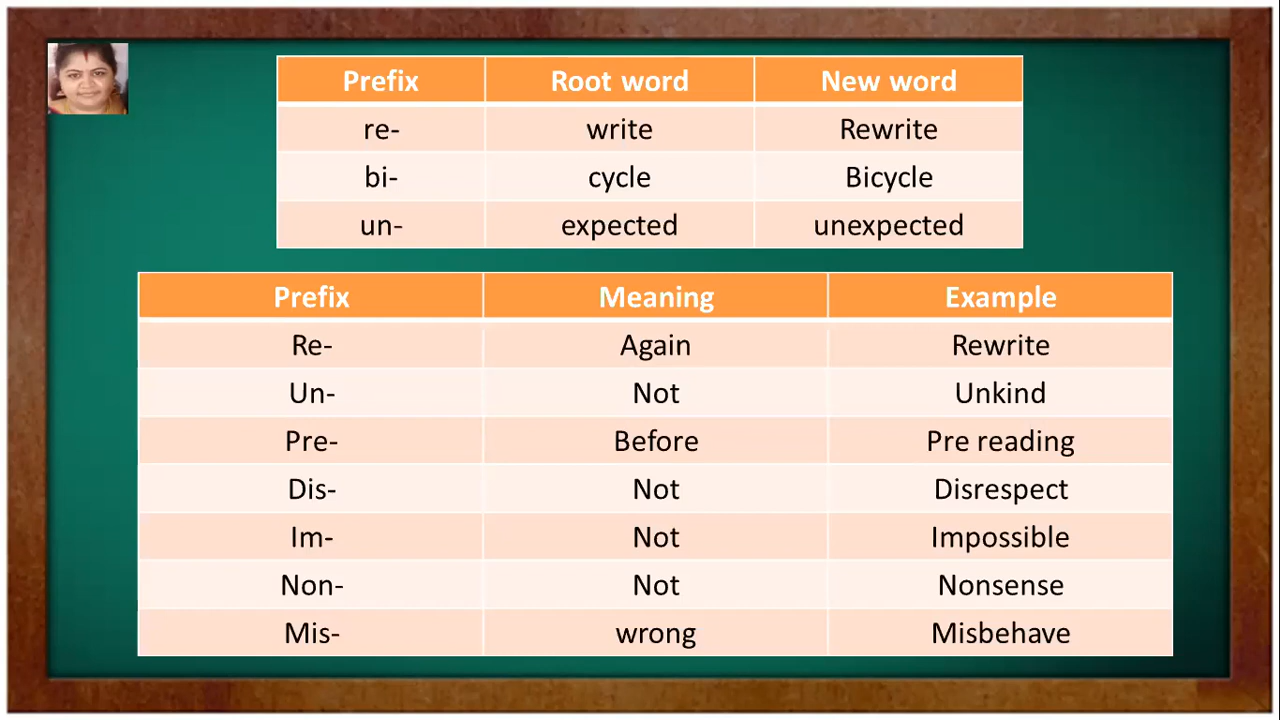 Prefix Root word New word
re- write Rewrite
bi- cycle Bicycle
un- expected unexpected
Prefix Meaning Example
Re- Again Rewrite
Un- Not Unkind
Pre- Before Pre reading
Dis- Not Disrespect
Im- Not Impossible
Non- Not Nonsense
Mis- wrong Misbehave